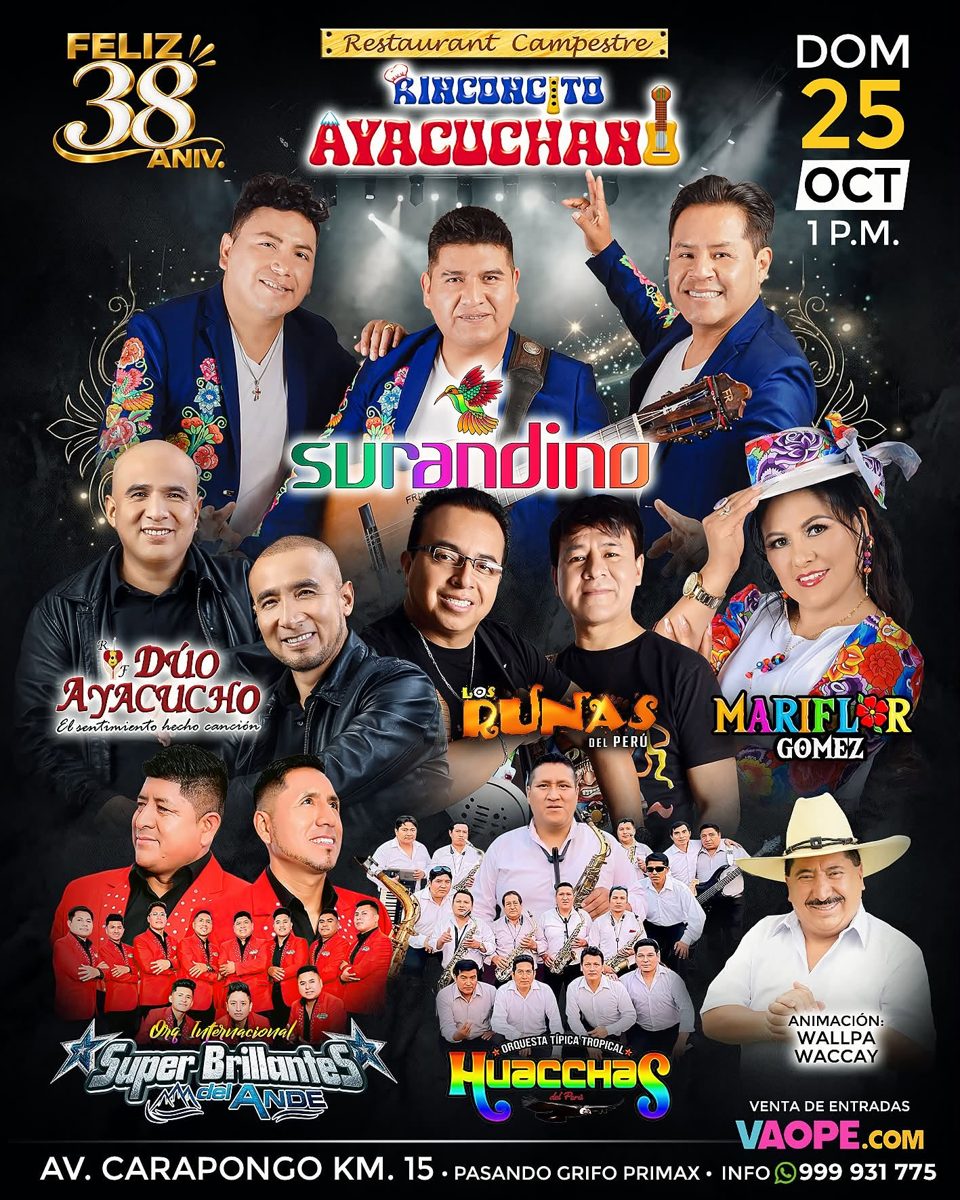 FELIZ
38
ANIV.
Restaurant Campestre
RINCONCITO
AYACUCHANO
DOM
25
OCT
1 P.M.
surandino
R F
DÚO
AYACUCHO
El sentimiento hecho canción
LOS
RUNAS
DEL PERÚ
MARIFLOR
GOMEZ
Orq. Internacional
Super Brillantes
del ANDE
ORQUESTA TÍPICA TROPICAL
HUACCHAS
del Perú
ANIMACIÓN:
WALLPA
WACCAY
VENTA DE ENTRADAS
VAOPE.COM
AV. CARAPONGO KM. 15 • PASANDO GRIFO PRIMAX • INFO 999 931 775